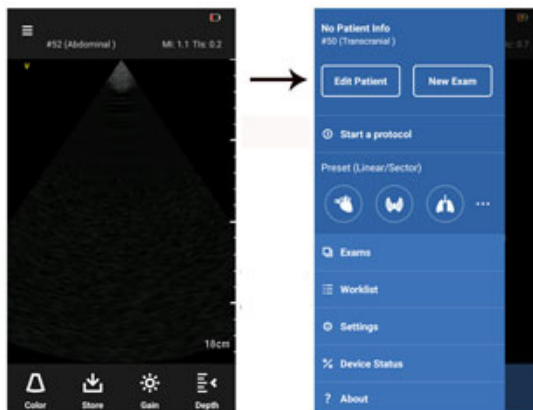 #52 (Abdominal )
MI: 1.1 TIs: 0.2
18cm
Color
Store
Gain
Depth
No Patient Info
#50 (Transcranial )
Edit Patient
New Exam
Start a protocol
Preset (Linear/Sector)
...
Exams
Worklist
Settings
Device Status
? About